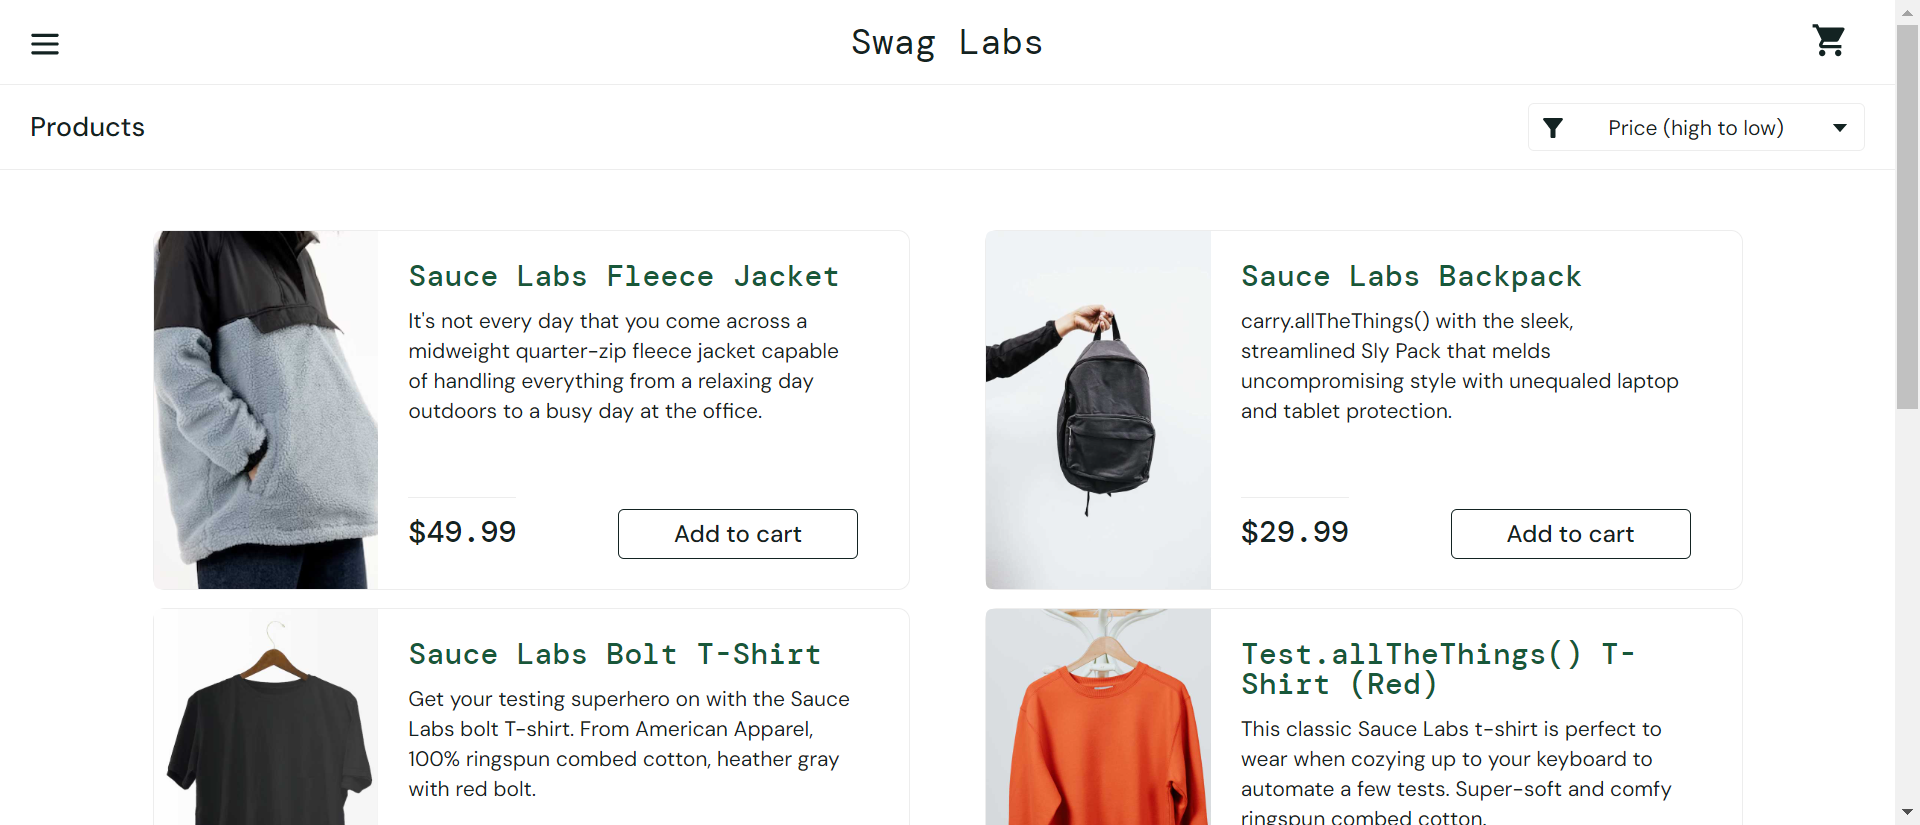 Swag Labs
Products
Price (high to low)
Sauce Labs Fleece Jacket
It's not every day that you come across a
midweight quarter-zip fleece jacket capable
of handling everything from a relaxing day
outdoors to a busy day at the office.
$49.99
Add to cart
Sauce Labs Backpack
carry.allTheThings() with the sleek,
streamlined Sly Pack that melds
uncompromising style with unequaled laptop
and tablet protection.
$29.99
Add to cart
Sauce Labs Bolt T-Shirt
Get your testing superhero on with the Sauce
Labs bolt T-shirt. From American Apparel,
100% ringspun combed cotton, heather gray
with red bolt.
Test.allTheThings() T-
Shirt (Red)
This classic Sauce Labs t-shirt is perfect to
wear when cozying up to your keyboard to
automate a few tests. Super-soft and comfy
ringspun combed cotton.